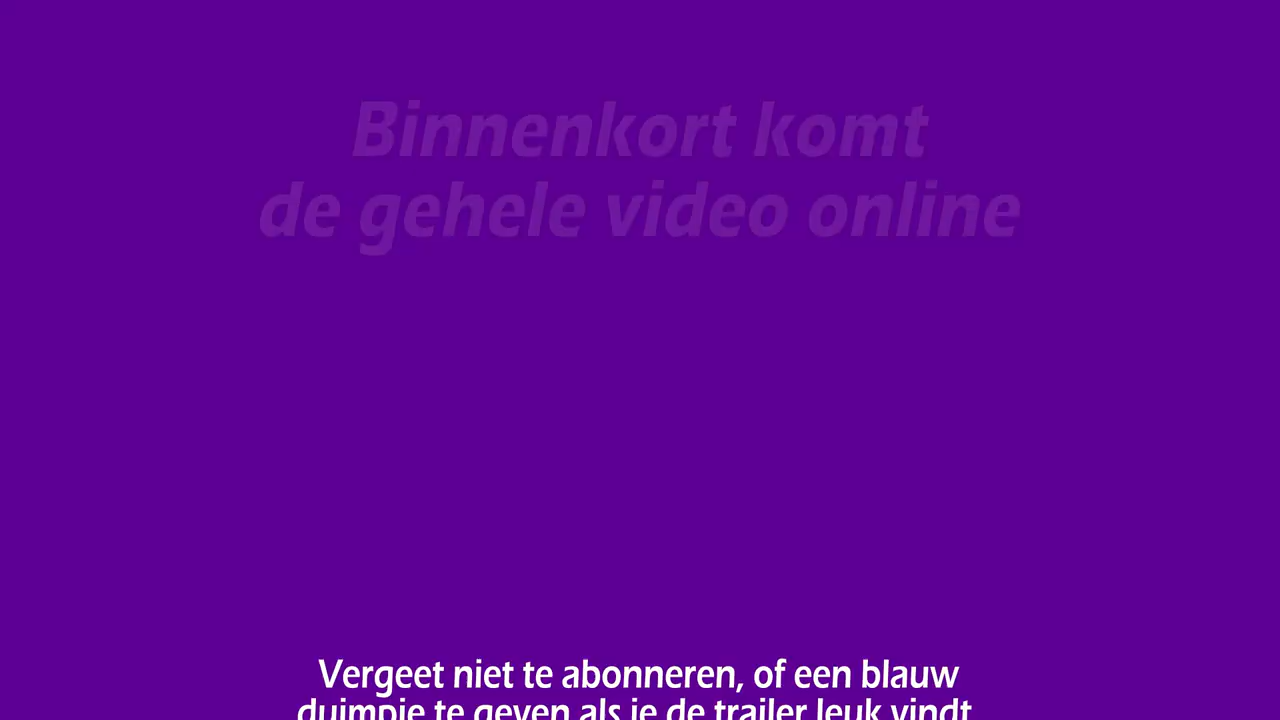 Binnenkort komt
de gehele video online
Vergeet niet te abonneren, of een blauw
duimpje te geven als je de trailer leuk vindt